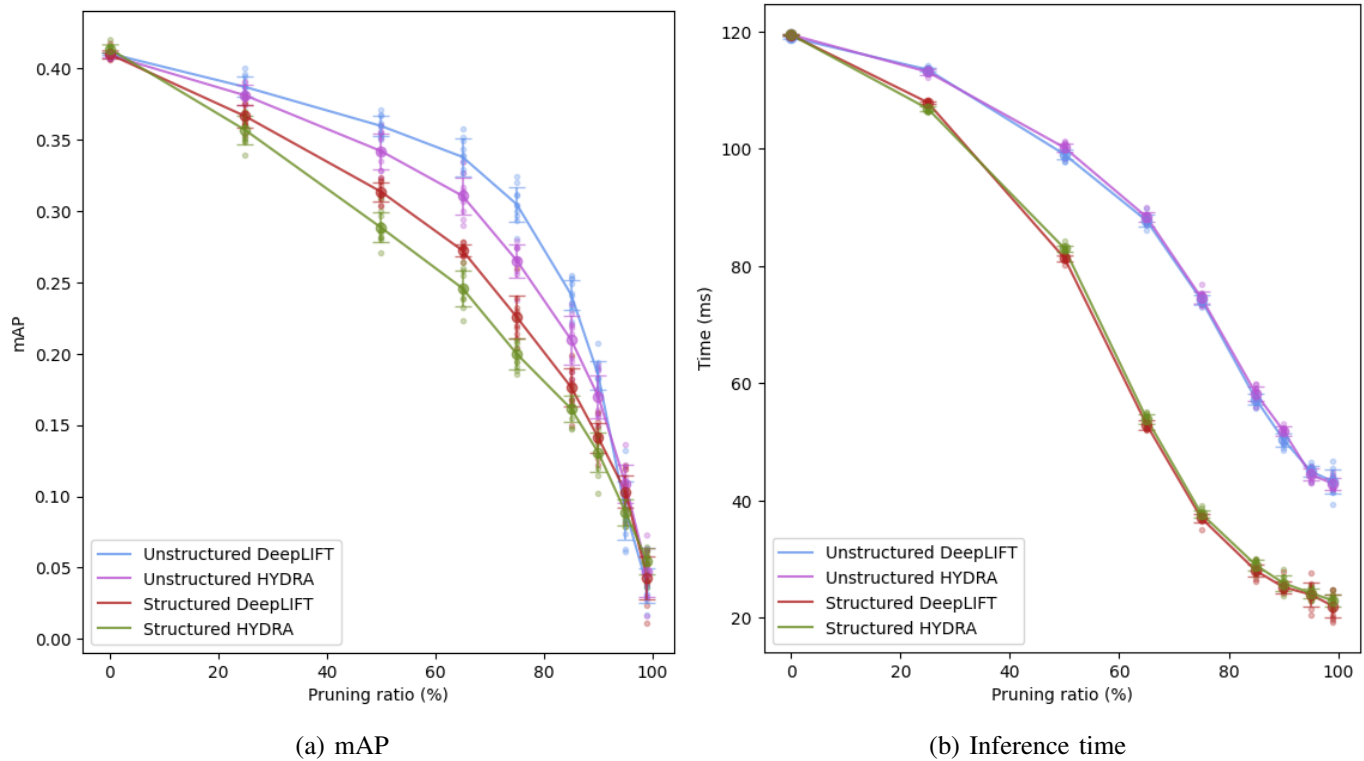 0.40
0.35
0.30
0.25
0.20
0.15
0.10
0.05
0.00
mAP
Unstructured DeepLIFT
Unstructured HYDRA
Structured DeepLIFT
Structured HYDRA
0 20 40 60 80 100
Pruning ratio (%)
(a) mAP
120
100
80
60
40
20
Time (ms)
Unstructured DeepLIFT
Unstructured HYDRA
Structured DeepLIFT
Structured HYDRA
0 20 40 60 80 100
Pruning ratio (%)
(b) Inference time